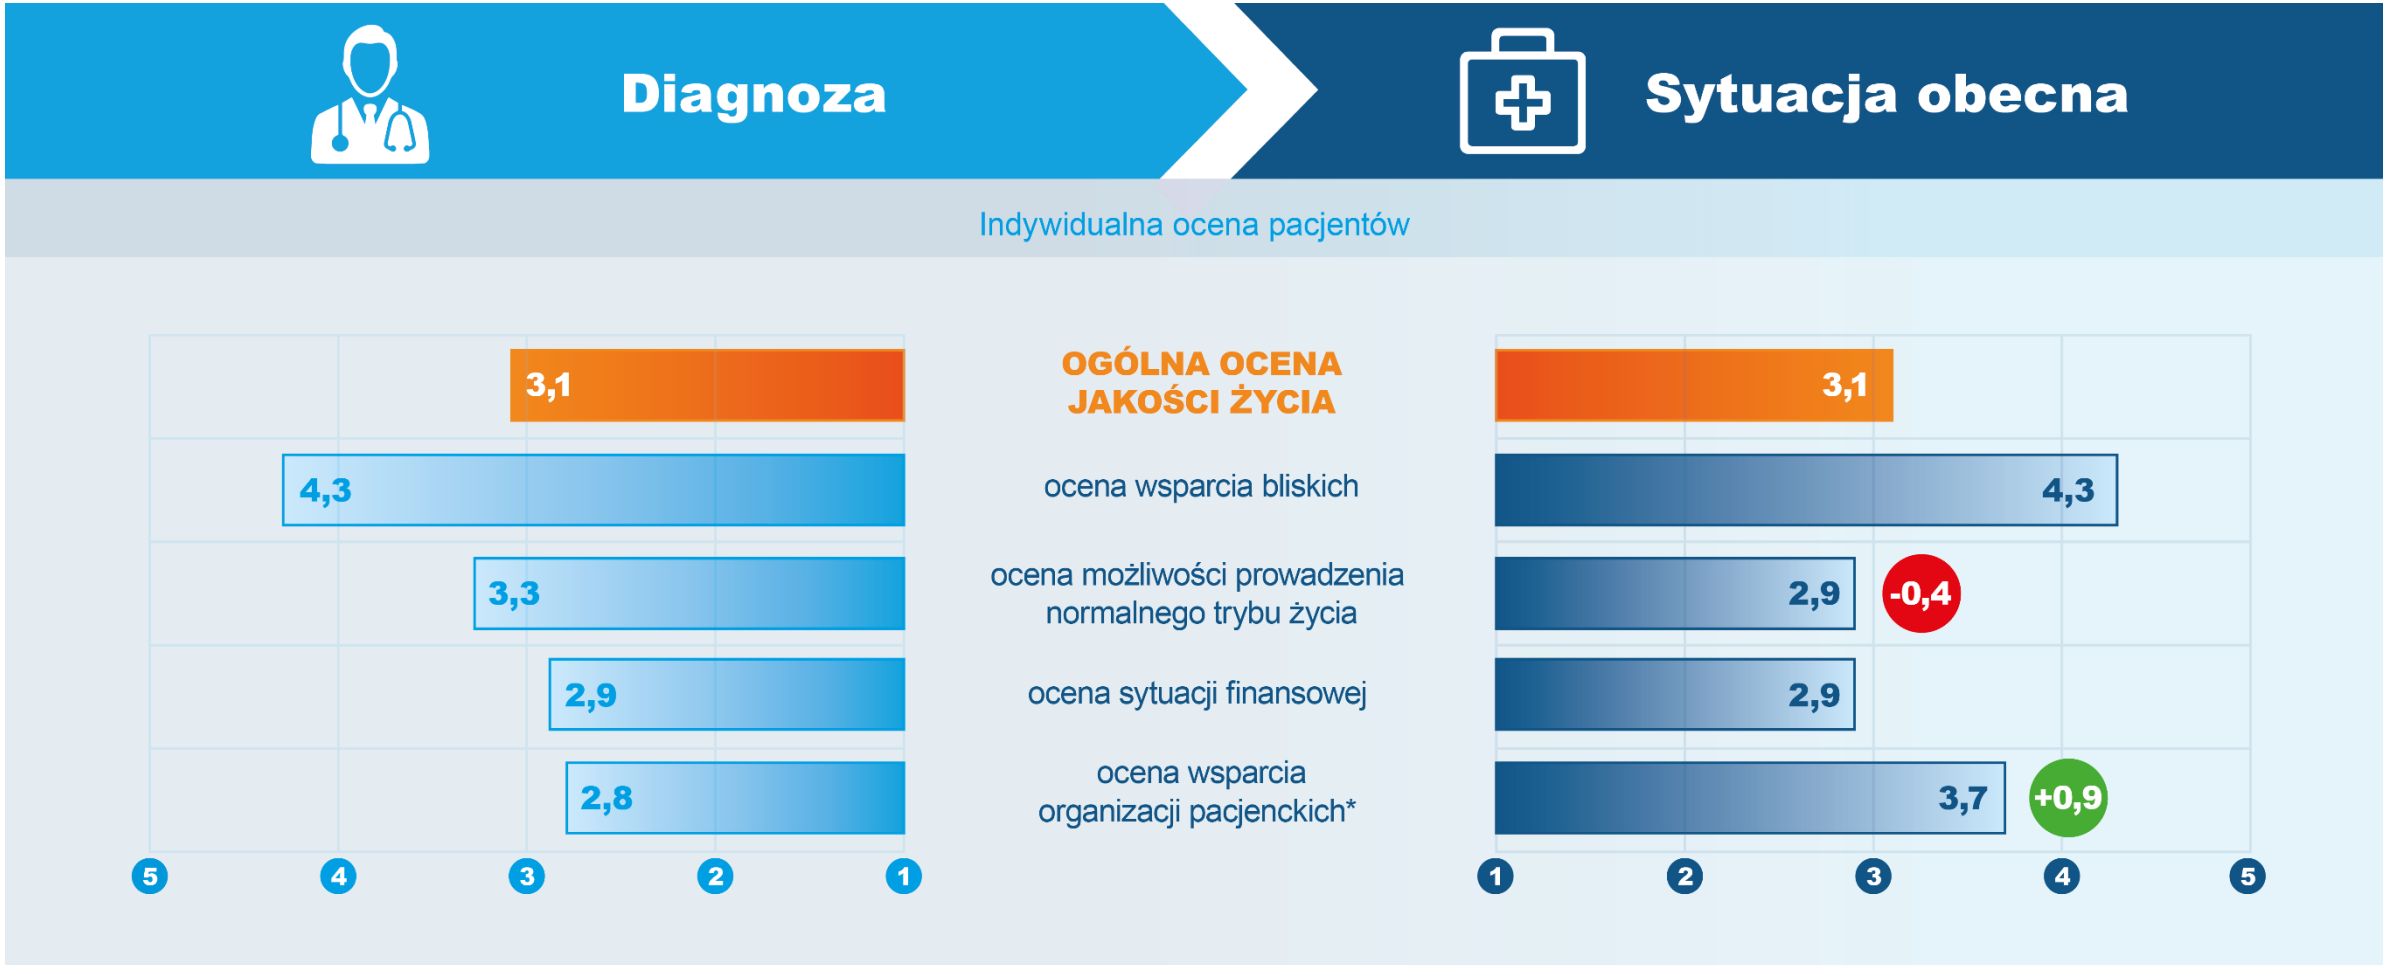 Diagnoza
Sytuacja obecna
Indywidualna ocena pacjentów
3,1
OGÓLNA OCENA
JAKOŚCI ŻYCIA
3,1
4,3
ocena wsparcia bliskich
4,3
3,3
ocena możliwości prowadzenia
normalnego trybu życia
2,9
-0,4
2,9
ocena sytuacji finansowej
2,9
2,8
ocena wsparcia
organizacji pacjenckich*
3,7
+0,9
5 4 3 2 1
1 2 3 4 5